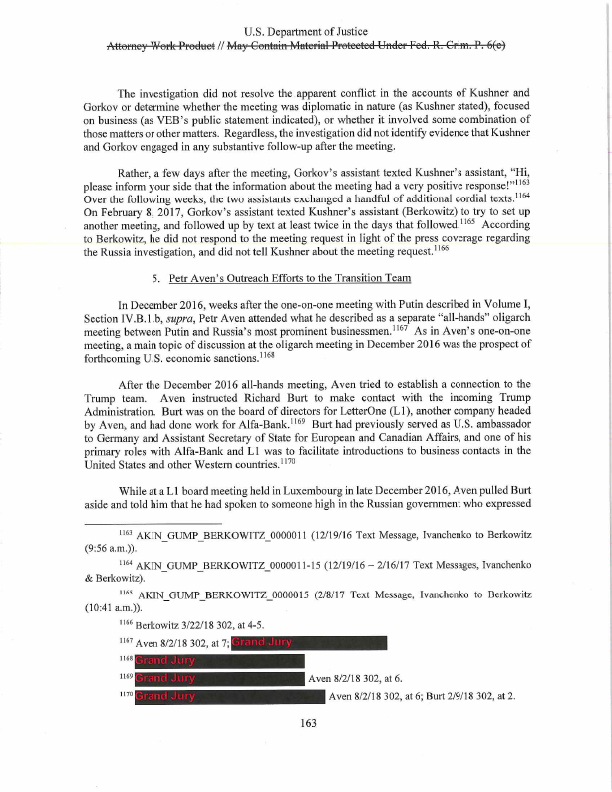 U.S. Department of Justice
Attorney Work Product // May Contain Material Protected Under Fed. R. Crim. P. 6(e)
The investigation did not resolve the apparent conflict in the accounts of Kushner and
Gorkov or determine whether the meeting was diplomatic in nature (as Kushner stated), focused
on business (as VEB's public statement indicated), or whether it involved some combination of
those matters or other matters. Regardless, the investigation did not identify evidence that Kushner
and Gorkov engaged in any substantive follow-up after the meeting.
Rather, a few days after the meeting, Gorkov's assistant texted Kushner's assistant, "Hi,
please inform your side that the information about the meeting had a very positive response!"1163
Over the following weeks, the two assistants exchanged a handful of additional cordial texts.1164
On February 8, 2017, Gorkov's assistant texted Kushner's assistant (Berkowitz) to try to set up
another meeting, and followed up by text at least twice in the days that followed.1165 According
to Berkowitz, he did not respond to the meeting request in light of the press coverage regarding
the Russia investigation, and did not tell Kushner about the meeting request.1166
5. Petr Aven's Outreach Efforts to the Transition Team
In December 2016, weeks after the one-on-one meeting with Putin described in Volume I,
Section IV.B.1.b, supra, Petr Aven attended what he described as a separate "all-hands" oligarch
meeting between Putin and Russia's most prominent businessmen.1167 As in Aven's one-on-one
meeting, a main topic of discussion at the oligarch meeting in December 2016 was the prospect of
forthcoming U.S. economic sanctions.1168
After the December 2016 all-hands meeting, Aven tried to establish a connection to the
Trump team. Aven instructed Richard Burt to make contact with the incoming Trump
Administration. Burt was on the board of directors for LetterOne (L1), another company headed
by Aven, and had done work for Alfa-Bank.1169 Burt had previously served as U.S. ambassador
to Germany and Assistant Secretary of State for European and Canadian Affairs, and one of his
primary roles with Alfa-Bank and L1 was to facilitate introductions to business contacts in the
United States and other Western countries.1170
While at a L1 board meeting held in Luxembourg in late December 2016, Aven pulled Burt
aside and told him that he had spoken to someone high in the Russian government who expressed
1163 AKIN_GUMP_BERKOWITZ_0000011 (12/19/16 Text Message, Ivanchenko to Berkowitz
(9:56 a.m.)).
1164 AKIN_GUMP_BERKOWITZ_0000011-15 (12/19/16 – 2/16/17 Text Messages, Ivanchenko
& Berkowitz).
1165 AKIN_GUMP_BERKOWITZ_0000015 (2/8/17 Text Message, Ivanchenko to Berkowitz
(10:41 a.m.)).
1166 Berkowitz 3/22/18 302, at 4-5.
1167 Aven 8/2/18 302, at 7; Grand Jury
1168 Grand Jury
1169 Grand Jury Aven 8/2/18 302, at 6.
1170 Grand Jury Aven 8/2/18 302, at 6; Burt 2/9/18 302, at 2.
163